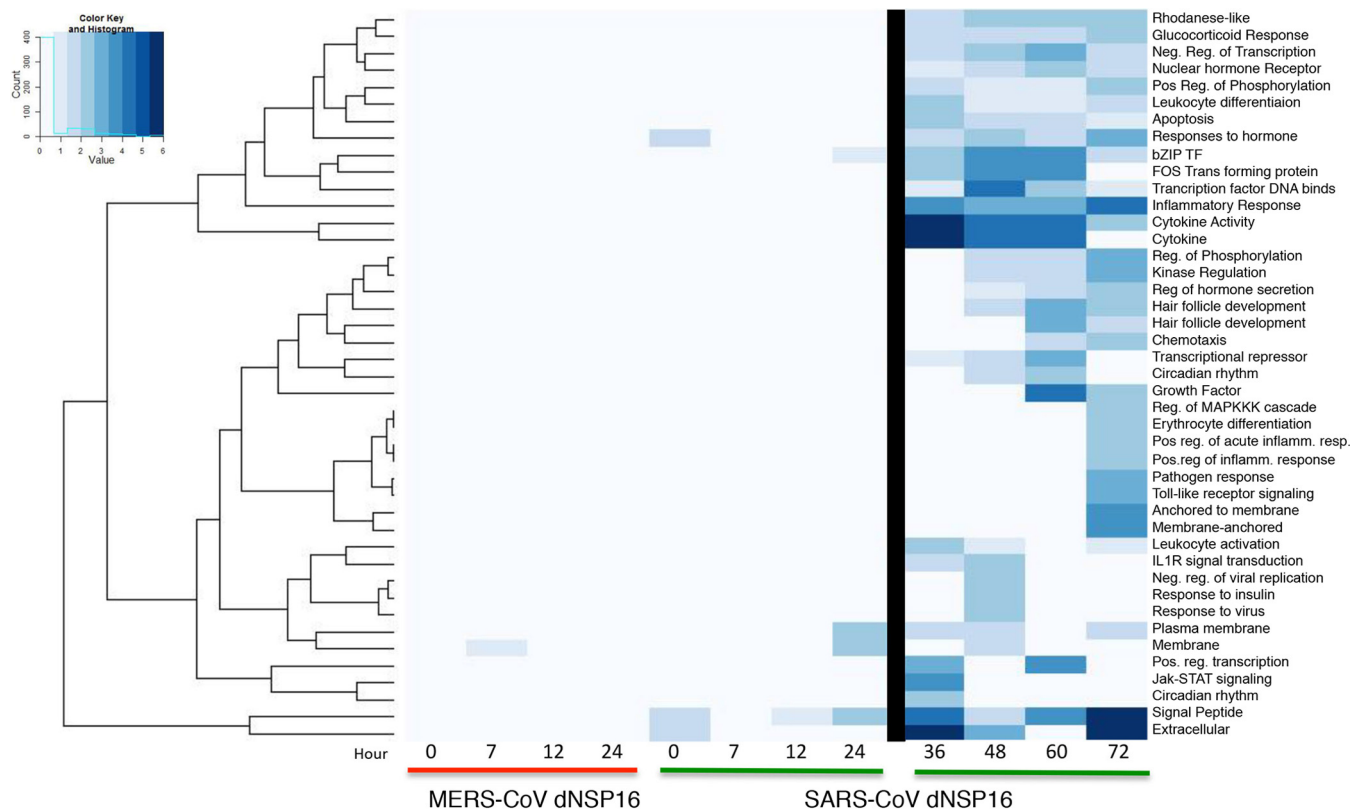 Color Key
and Histogram
Count
0 100 200 300 400
0 1 2 3 4 5 6
Value
Rhodanese-like
Glucocorticoid Response
Neg. Reg. of Transcription
Nuclear hormone Receptor
Pos Reg. of Phosphorylation
Leukocyte differentiaion
Apoptosis
Responses to hormone
bZIP TF
FOS Trans forming protein
Trancription factor DNA binds
Inflammatory Response
Cytokine Activity
Cytokine
Reg. of Phosphorylation
Kinase Regulation
Reg of hormone secretion
Hair follicle development
Hair follicle development
Chemotaxis
Transcriptional repressor
Circadian rhythm
Growth Factor
Reg. of MAPKKK cascade
Erythrocyte differentiation
Pos reg. of acute inflamm. resp.
Pos.reg of inflamm. response
Pathogen response
Toll-like receptor signaling
Anchored to membrane
Membrane-anchored
Leukocyte activation
IL1R signal transduction
Neg. reg. of viral replication
Response to insulin
Response to virus
Plasma membrane
Membrane
Pos. reg. transcription
Jak-STAT signaling
Circadian rhythm
Signal Peptide
Extracellular
Hour 0 7 12 24 0 7 12 24 36 48 60 72
MERS-CoV dNSP16 SARS-CoV dNSP16